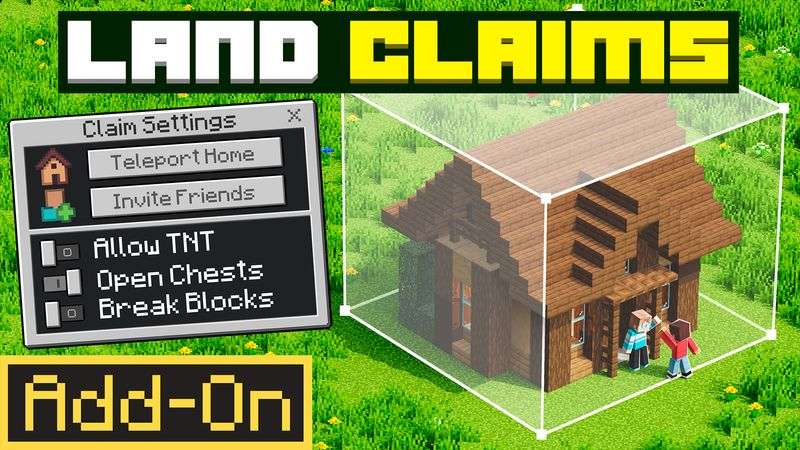 LAND CLAIMS
Claim Settings
Teleport Home
Invite Friends
Allow TNT
Open Chests
Break Blocks
Add-On